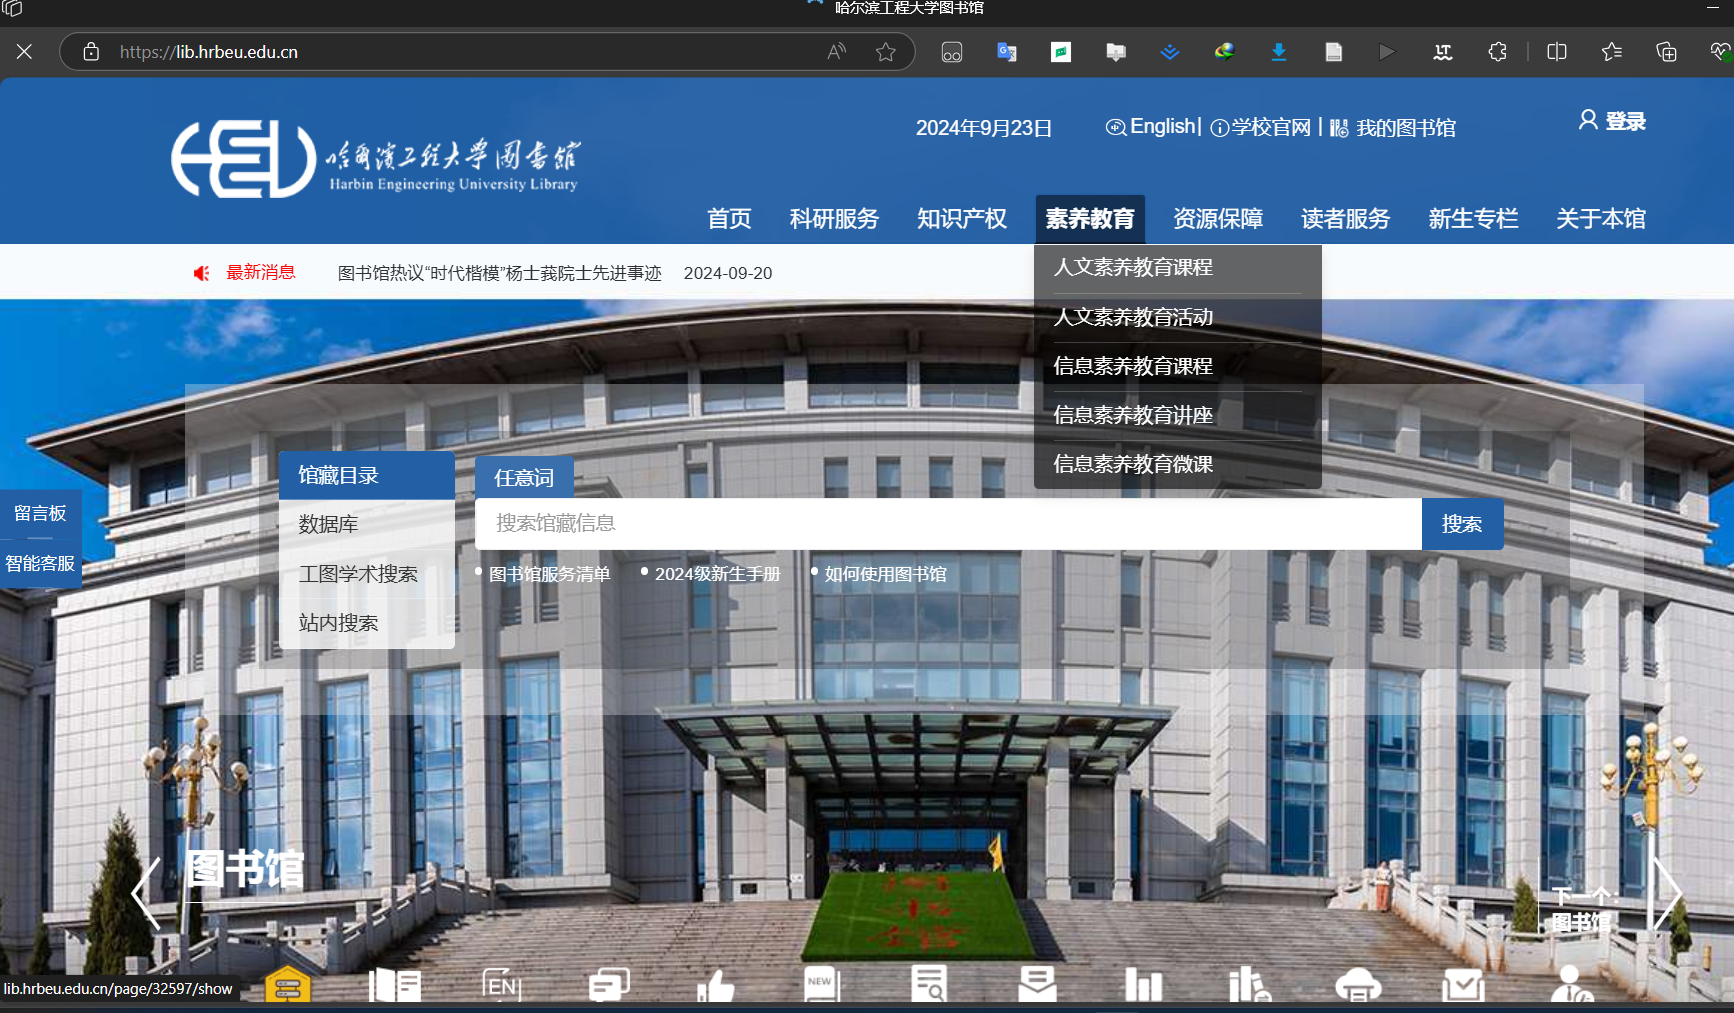 哈尔滨工程大学图书馆
https://lib.hrbeu.edu.cn
哈尔滨工程大学图书馆
Harbin Engineering University Library
2024年9月23日
English| 学校官网 | 我的图书馆
登录
首页 科研服务 知识产权 素养教育 资源保障 读者服务 新生专栏 关于本馆
最新消息 图书馆热议“时代楷模”杨士莪院士先进事迹 2024-09-20
人文素养教育课程
人文素养教育活动
信息素养教育课程
信息素养教育讲座
信息素养教育微课
馆藏目录
数据库
工图学术搜索
站内搜索
任意词
搜索馆藏信息
搜索
图书馆服务清单 2024级新生手册 如何使用图书馆
留言板
智能客服
图书馆
下一个:
图书馆
EN
NEW
lib.hrbeu.edu.cn/page/32597/show